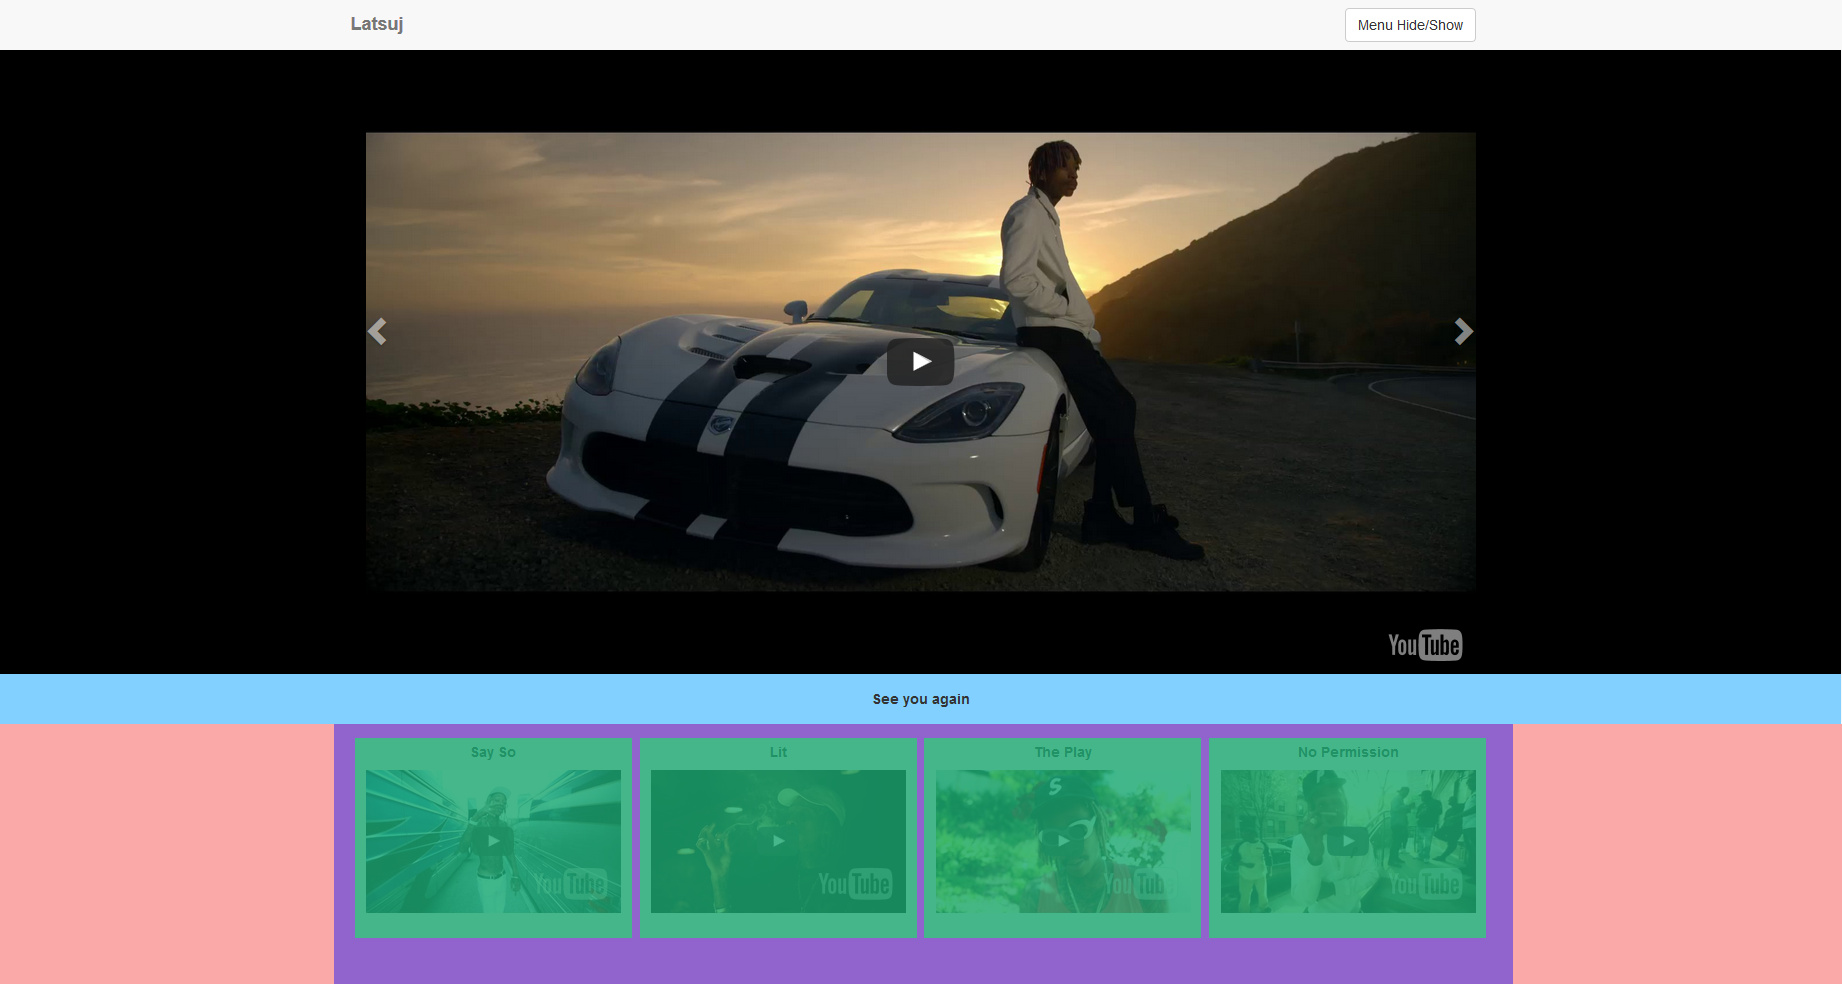 Latsuj
Menu Hide/Show
YouTube
See you again
Say So
Lit
The Play
No Permission
YouTube
YouTube
YouTube
YouTube